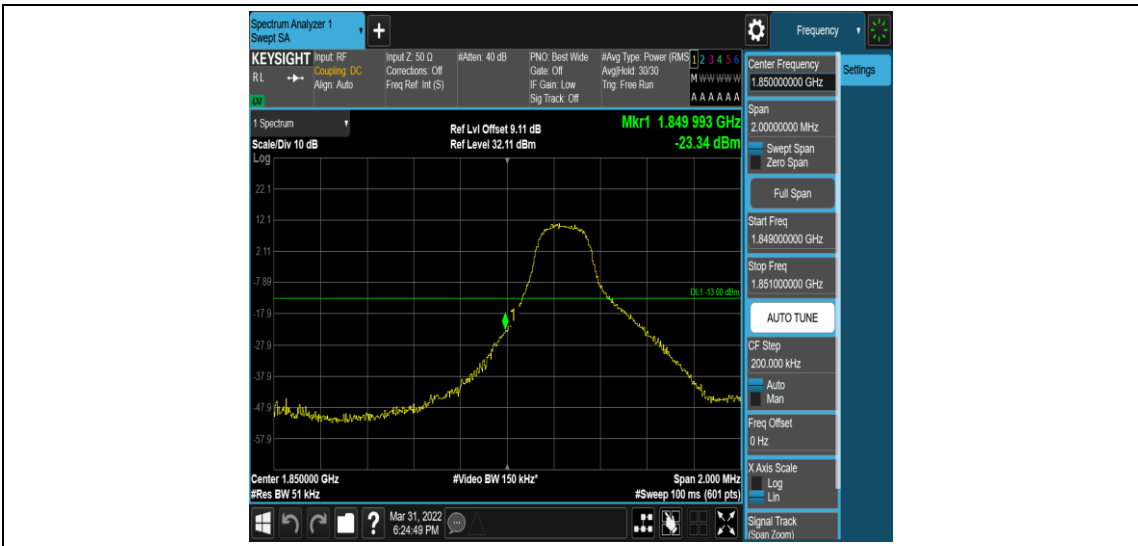 Spectrum Analyzer 1
Swept SA
+
Frequency
KEYSIGHT
RL
LXI
Input: RF
Coupling: DC
Align: Auto
Input Z: 50 Ω
Corrections: Off
Freq Ref: Int (S)
#Atten: 40 dB
PNO: Best Wide
Gate: Off
IF Gain: Low
Sig Track: Off
#Avg Type: Power (RMS
Avg|Hold: 30/30
Trig: Free Run
1 2 3 4 5 6
M W W W W W
A A A A A A
Center Frequency
1.850000000 GHz
Settings
Span
2.00000000 MHz
Swept Span
Zero Span
Full Span
Start Freq
1.849000000 GHz
Stop Freq
1.851000000 GHz
AUTO TUNE
CF Step
200.000 kHz
Auto
Man
Freq Offset
0 Hz
X Axis Scale
Log
Lin
Signal Track
(Span Zoom)
1 Spectrum
Scale/Div 10 dB
Log
Ref Lvl Offset 9.11 dB
Ref Level 32.11 dBm
Mkr1 1.849 993 GHz
-23.34 dBm
22.1
12.1
2.11
-7.89
DL1 -13.00 dBm
-17.9
1
-27.9
-37.9
-47.9
-57.9
Center 1.850000 GHz
#Res BW 51 kHz
#Video BW 150 kHz*
Span 2.000 MHz
#Sweep 100 ms (601 pts)
?
Mar 31, 2022
6:24:49 PM